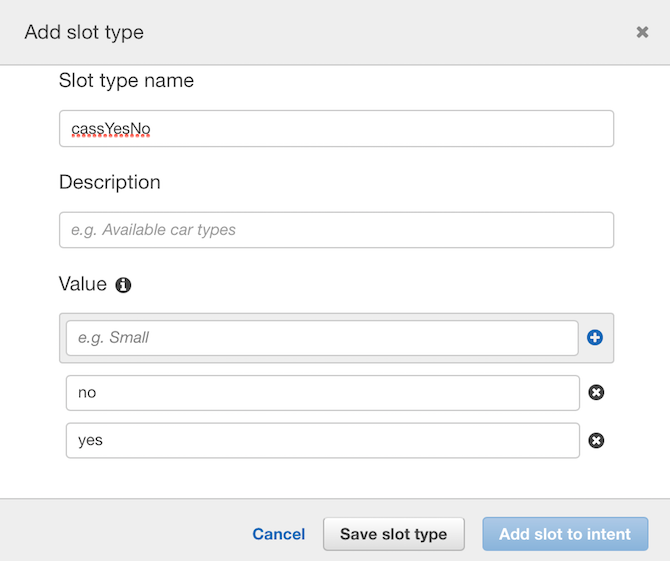 Add slot type
Slot type name
cassYesNo
Description
e.g. Available car types
Value
e.g. Small
no
yes
Cancel Save slot type Add slot to intent